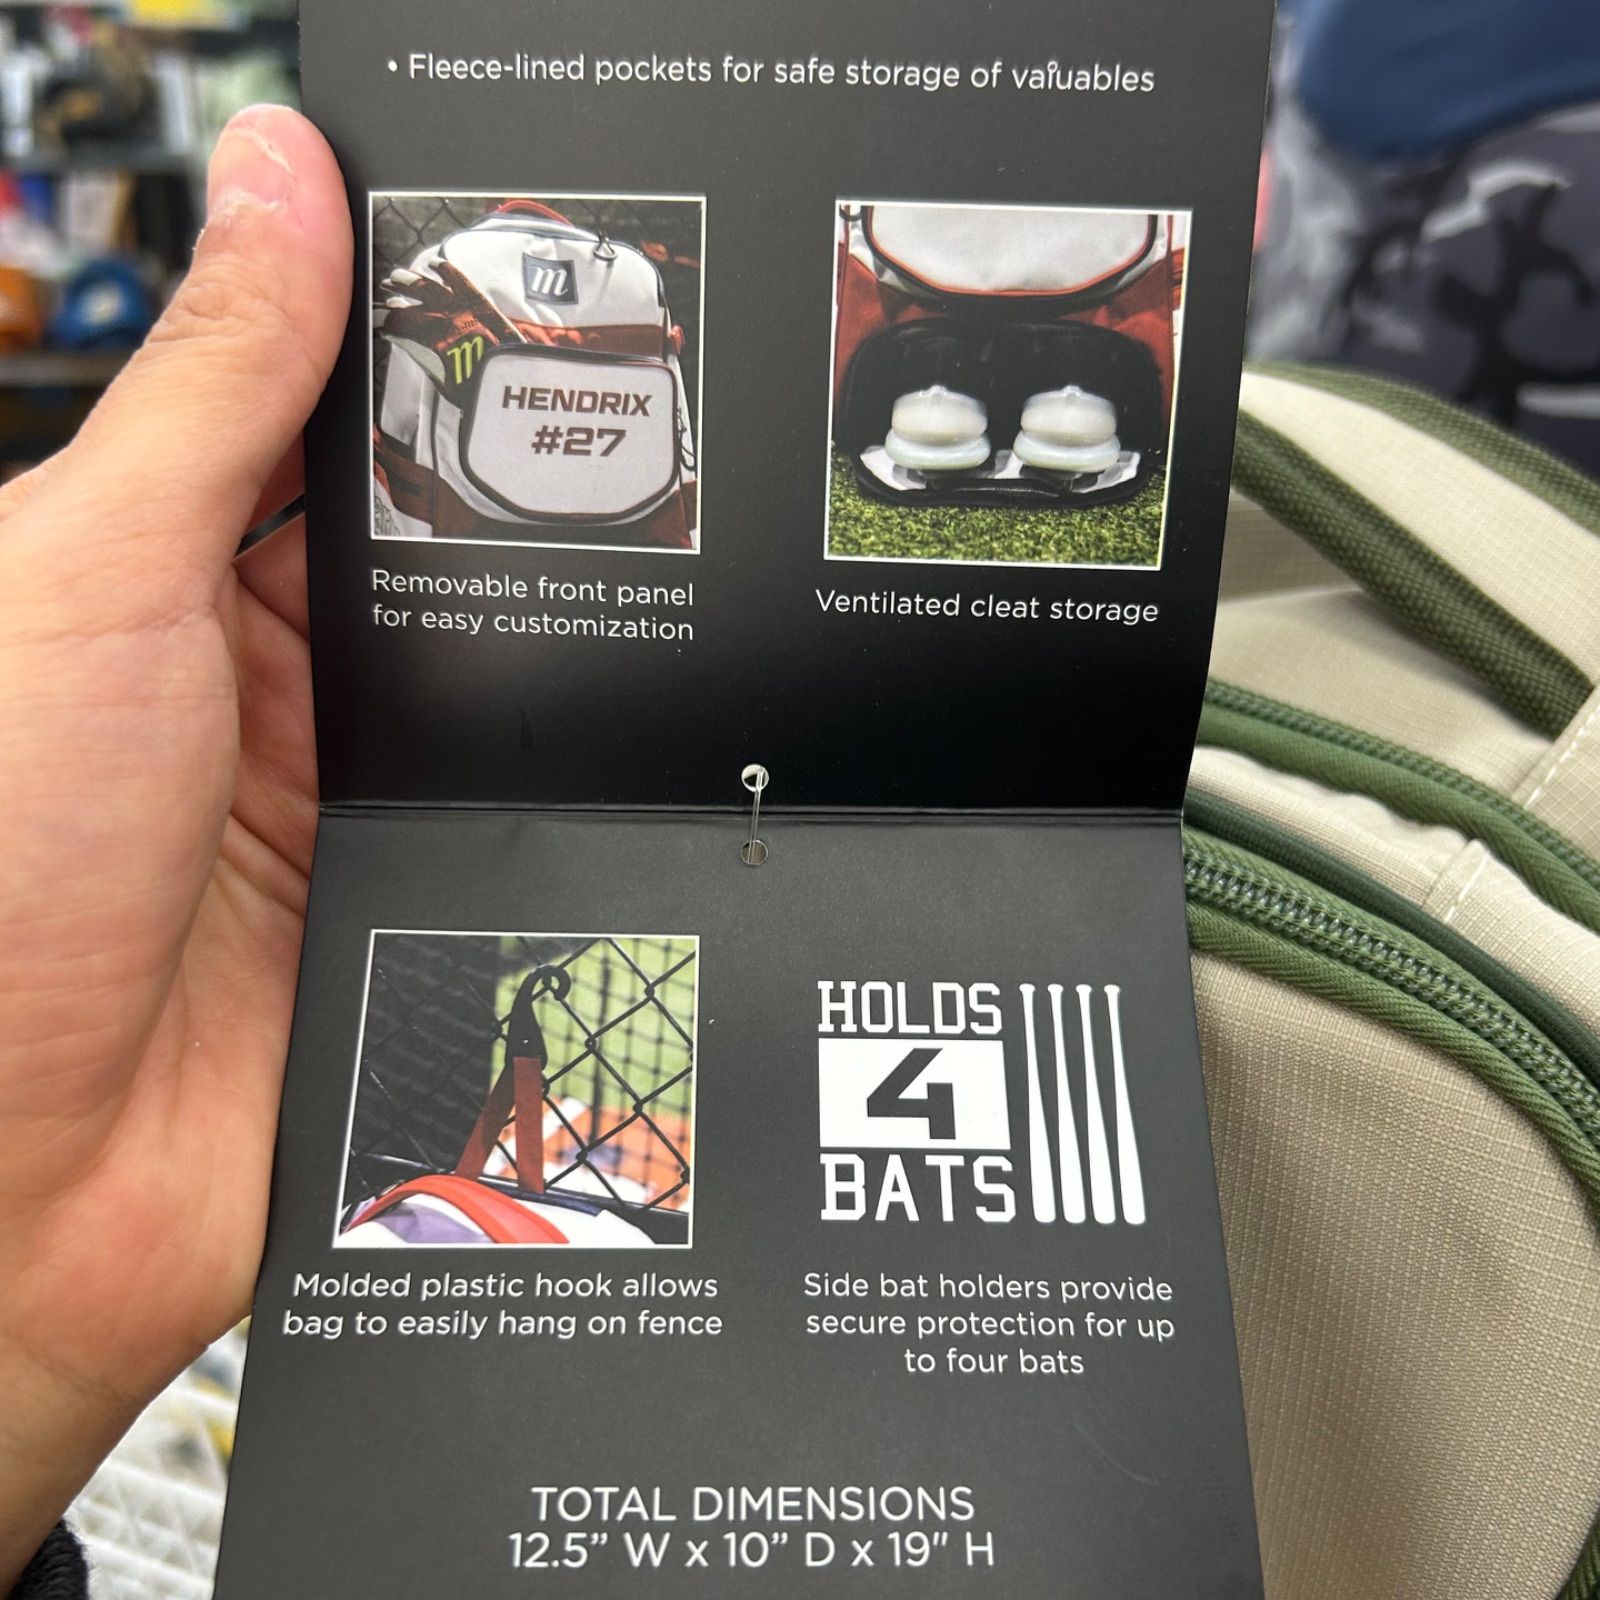 • Fleece-lined pockets for safe storage of valuables
m
m
HENDRIX
#27
Removable front panel
for easy customization
Ventilated cleat storage
HOLDS
4
BATS
Molded plastic hook allows
bag to easily hang on fence
Side bat holders provide
secure protection for up
to four bats
TOTAL DIMENSIONS
12.5” W x 10” D x 19" H